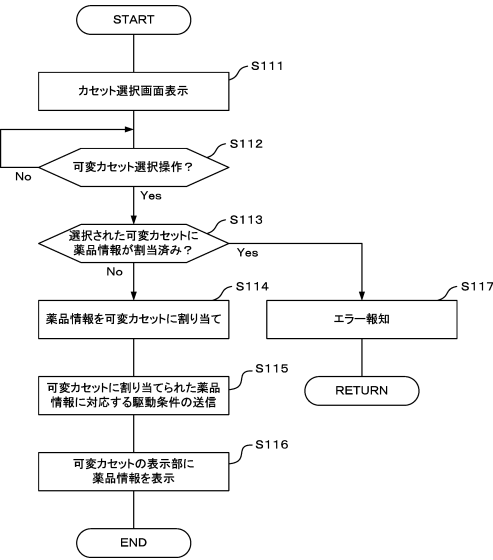 START
S111
カセット選択画面表示
S112
可変カセット選択操作？
No
Yes
S113
選択された可変カセットに
薬品情報が割当済み？
Yes
No
S114
薬品情報を可変カセットに割り当て
S117
エラー報知
S115
可変カセットに割り当てられた薬品
情報に対応する駆動条件の送信
RETURN
S116
可変カセットの表示部に
薬品情報を表示
END